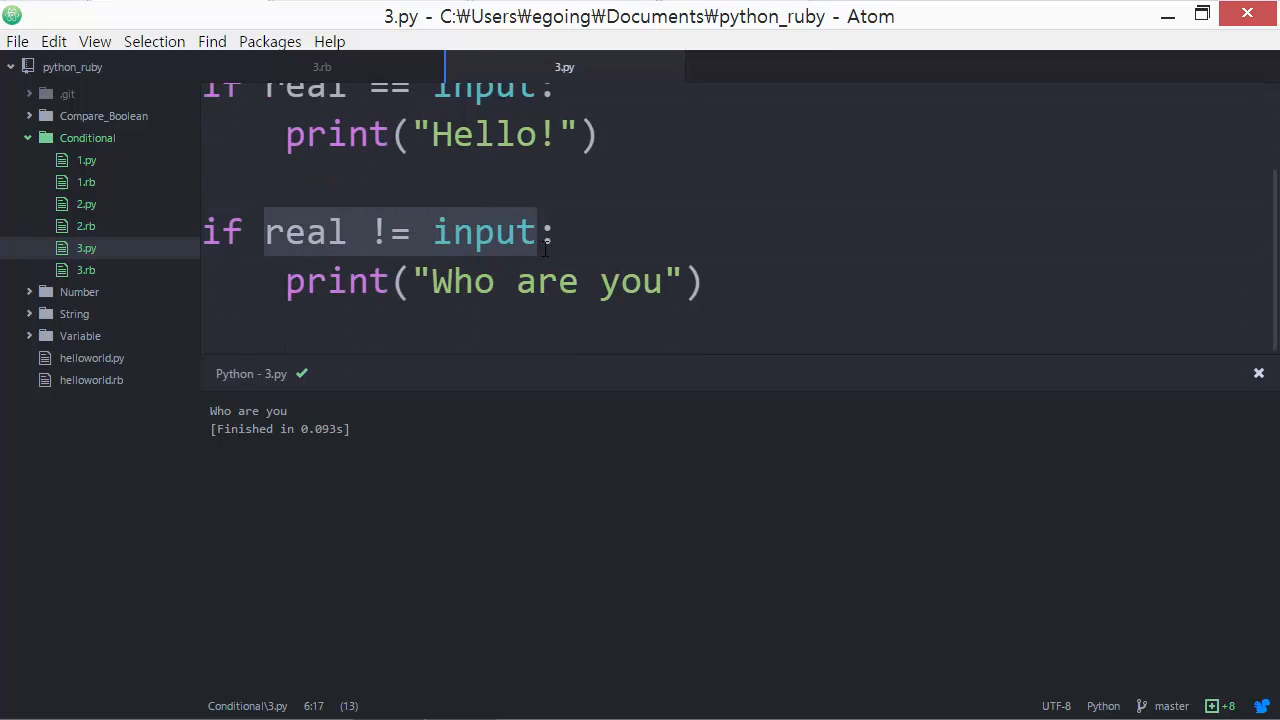 3.py - C:₩Users₩egoing₩Documents₩python_ruby - Atom
File Edit View Selection Find Packages Help
python_ruby
3.rb
3.py
.git
Compare_Boolean
Conditional
1.py
1.rb
2.py
2.rb
3.py
3.rb
Number
String
Variable
helloworld.py
helloworld.rb
if real == input:
print("Hello!")
if real != input:
print("Who are you")
Python - 3.py
Who are you
[Finished in 0.093s]
Conditional\3.py 6:17 (13)
UTF-8 Python master +8